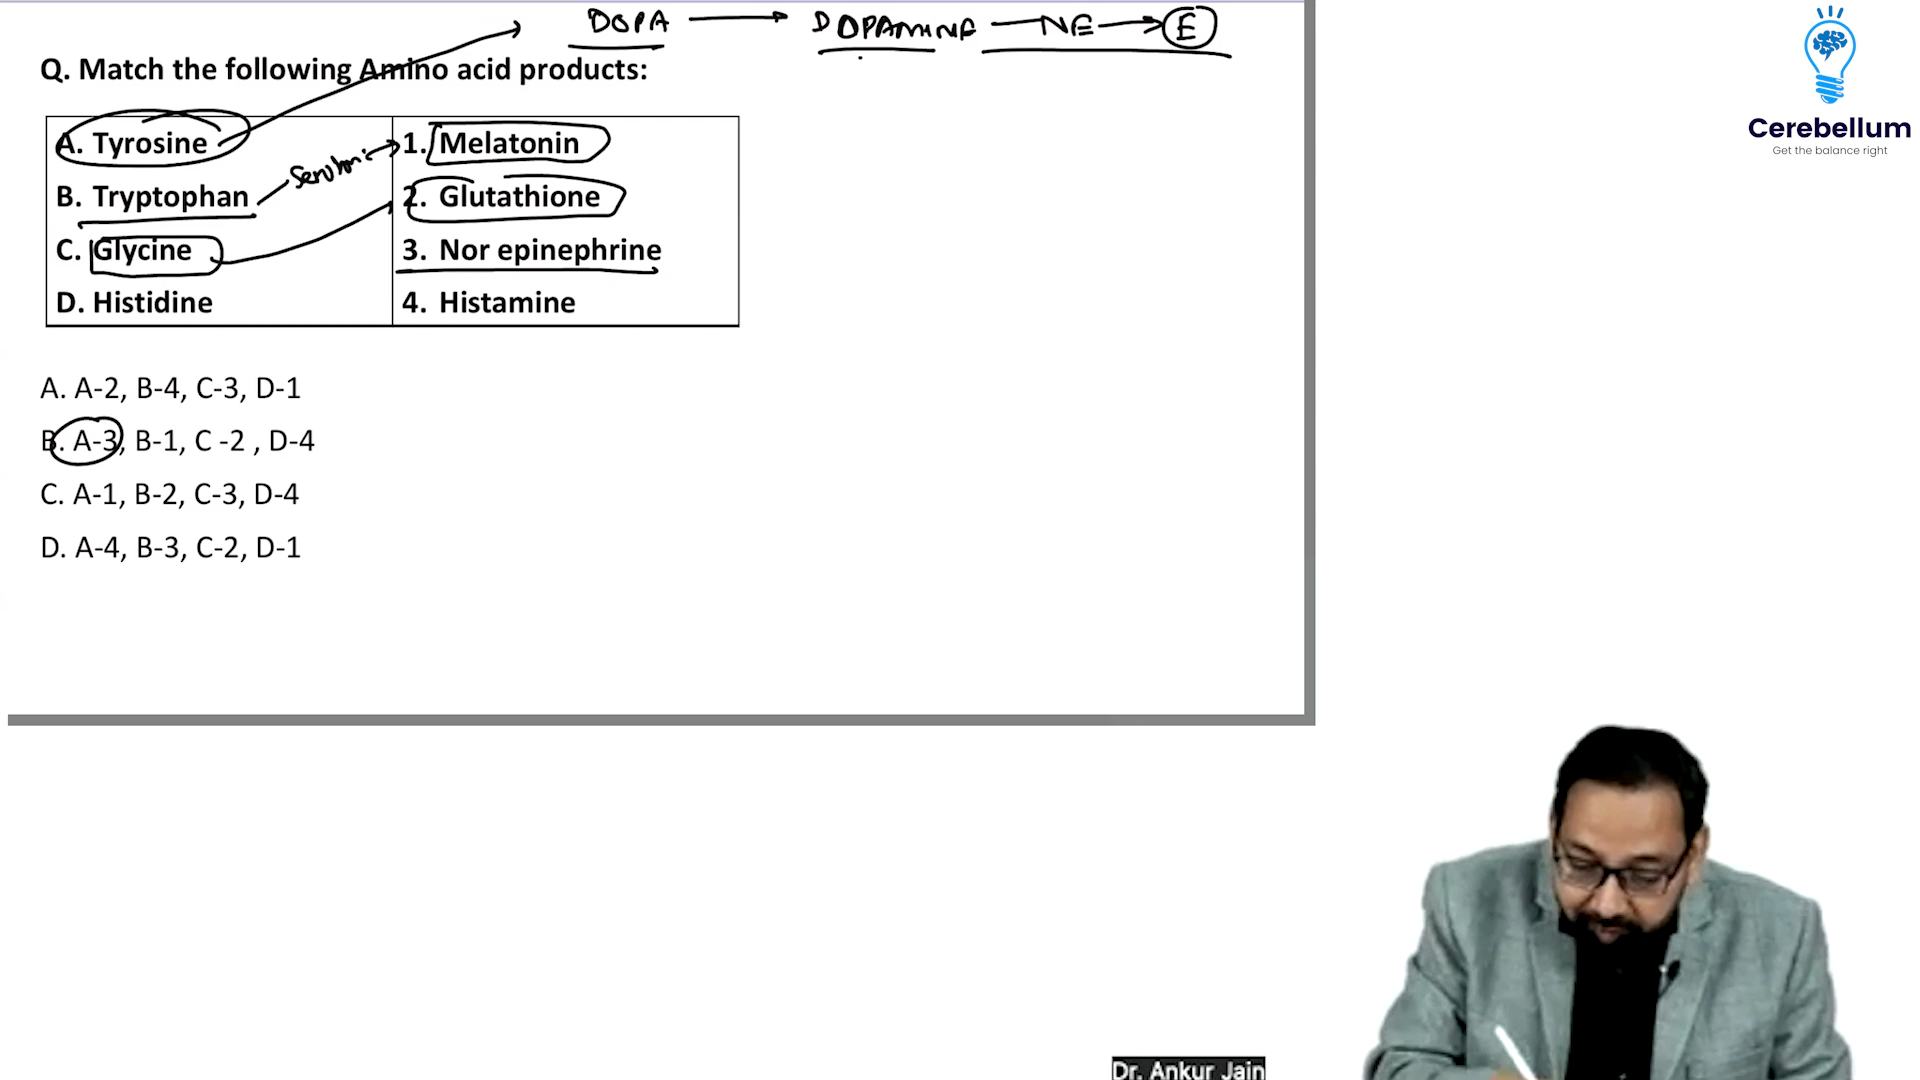 DOPA DOPAMINE NE E
Q. Match the following Amino acid products:
A. Tyrosine 1. Melatonin
B. Tryptophan 2. Glutathione
C. Glycine 3. Nor epinephrine
D. Histidine 4. Histamine
A. A-2, B-4, C-3, D-1
B. A-3, B-1, C -2 , D-4
C. A-1, B-2, C-3, D-4
D. A-4, B-3, C-2, D-1
Cerebellum
Get the balance right
Dr. Ankur Jain